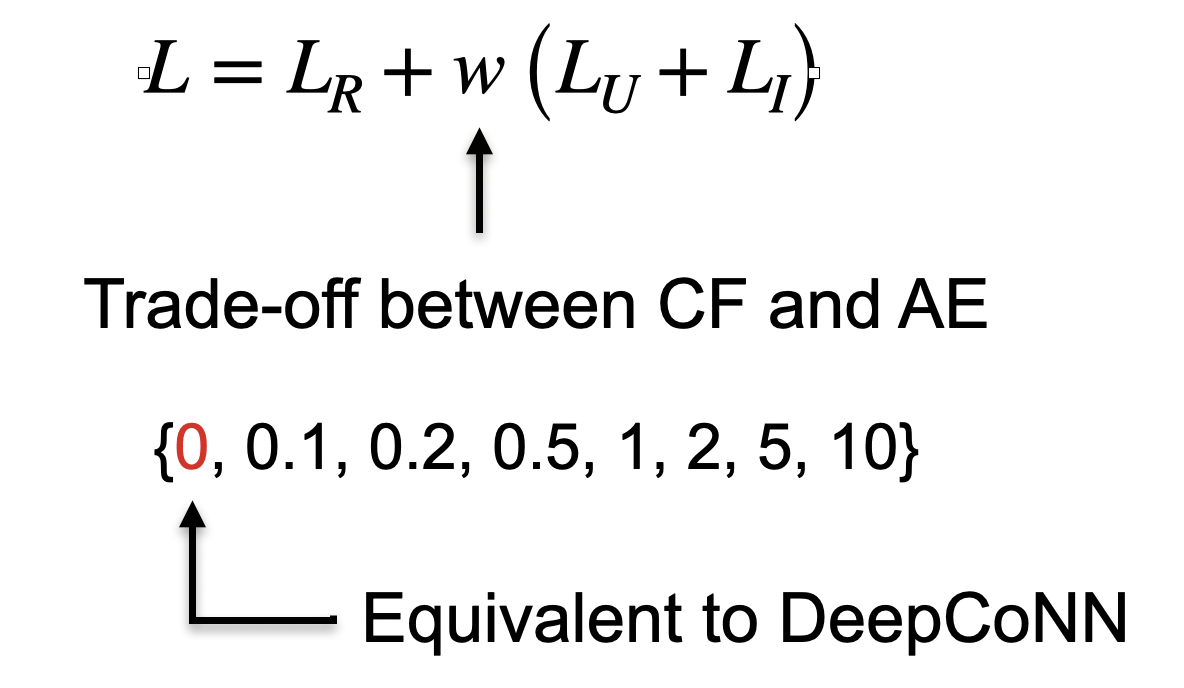 L = L_R + w (L_U + L_I)
Trade-off between CF and AE
{0, 0.1, 0.2, 0.5, 1, 2, 5, 10}
Equivalent to DeepCoNN